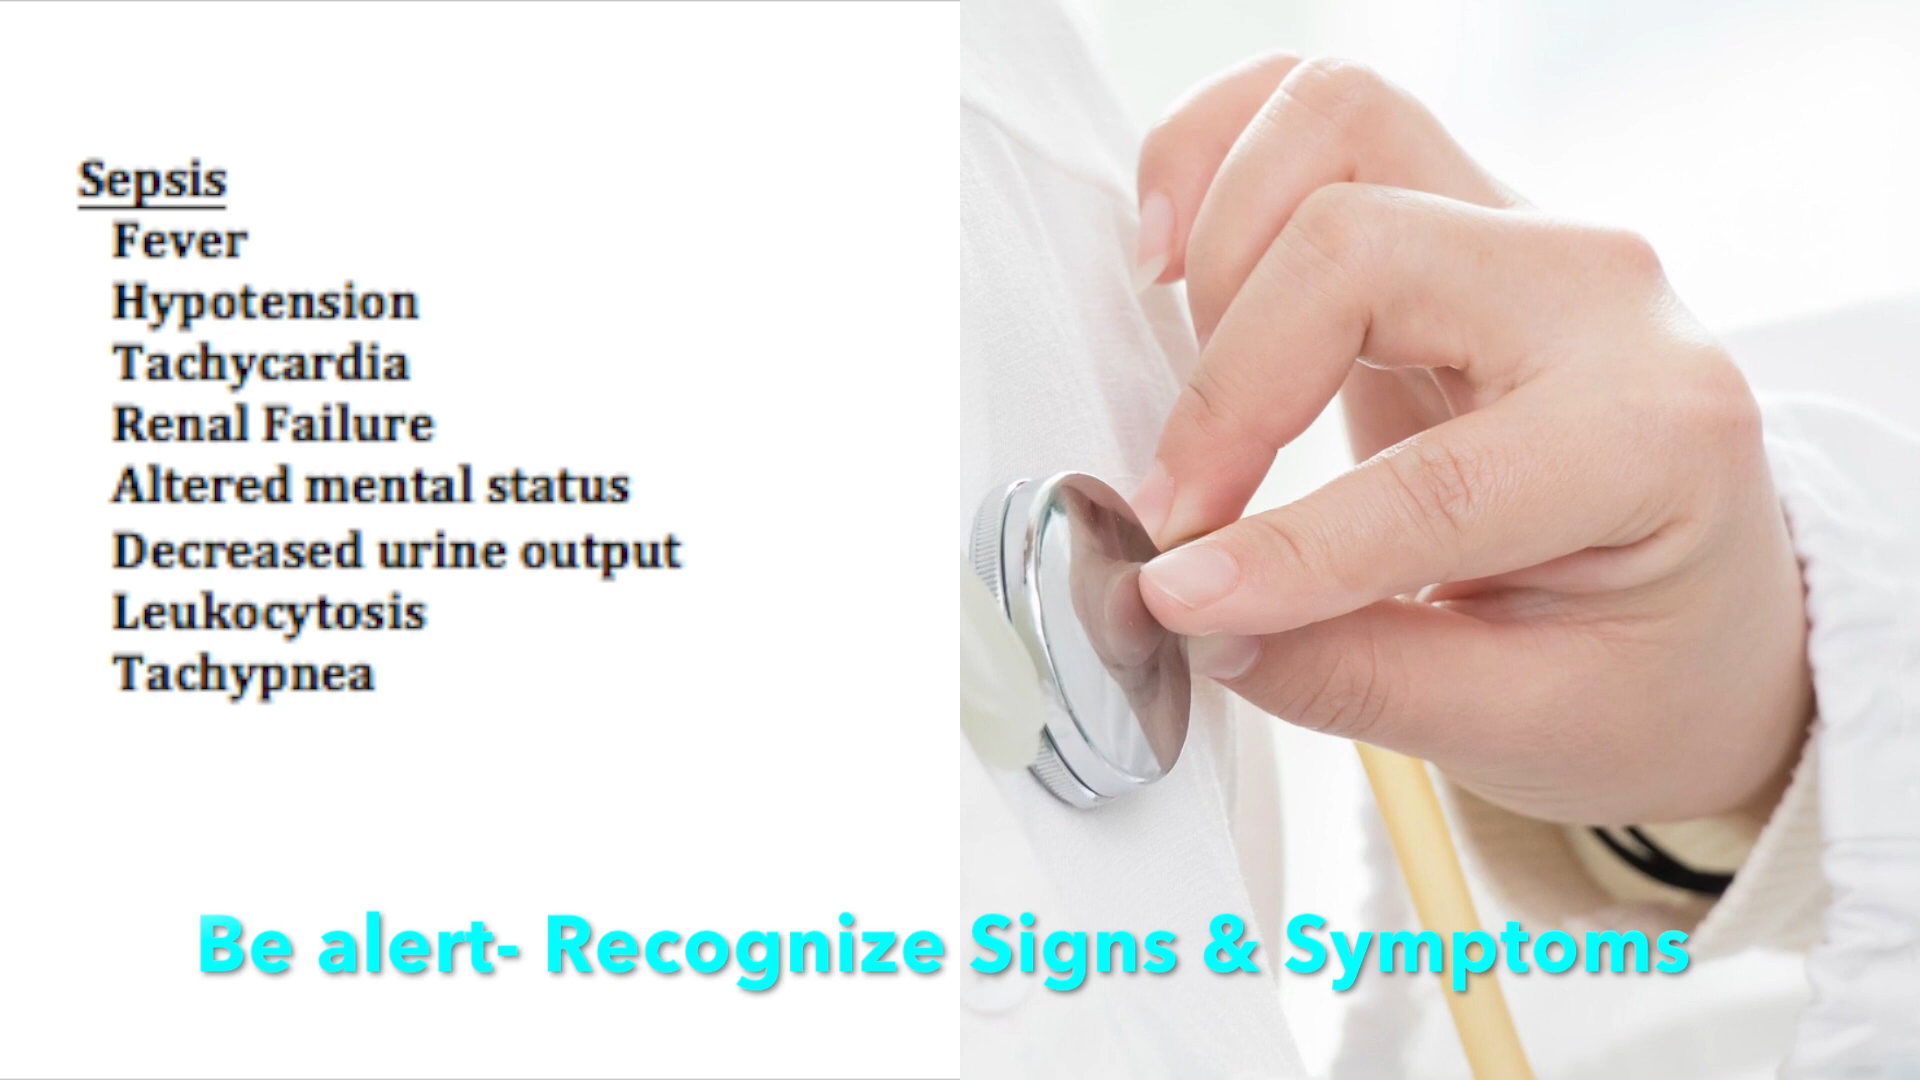 Sepsis
Fever
Hypotension
Tachycardia
Renal Failure
Altered mental status
Decreased urine output
Leukocytosis
Tachypnea
Be alert- Recognize Signs & Symptoms